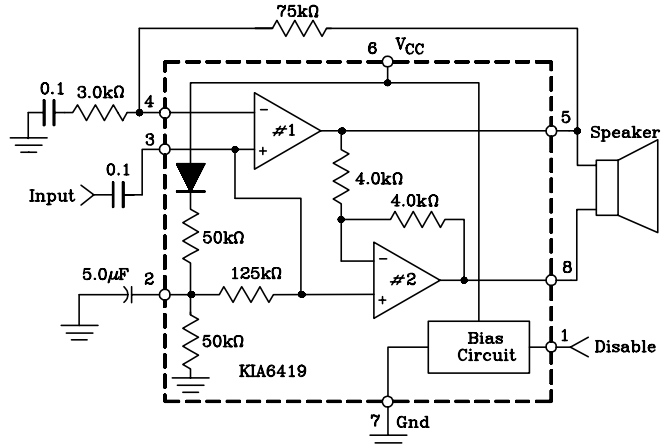 75kΩ
6 VCC
0.1 3.0kΩ 4 − #1 5 Speaker
3 +
0.1
Input
4.0kΩ
4.0kΩ
50kΩ
5.0µF 2 125kΩ − #2 8
+
50kΩ
Bias
Circuit
1
Disable
KIA6419
7 Gnd